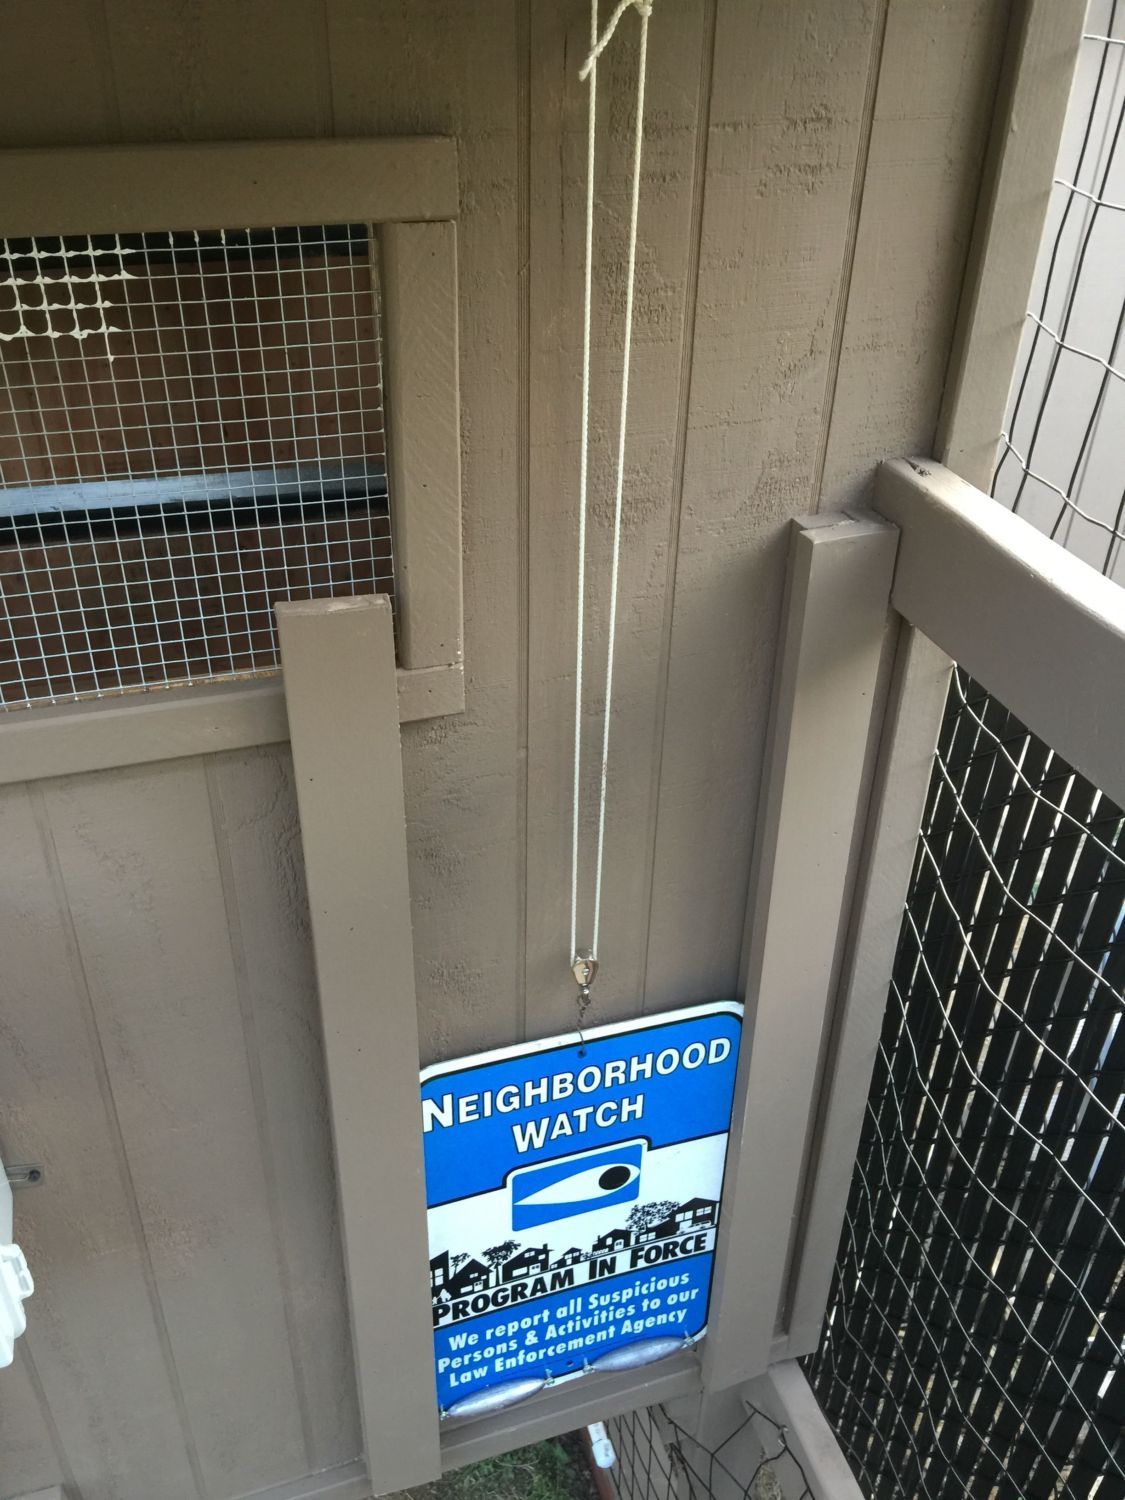 NEIGHBORHOOD
WATCH
PROGRAM IN FORCE
We report all Suspicious
Persons & Activities to our
Law Enforcement Agency